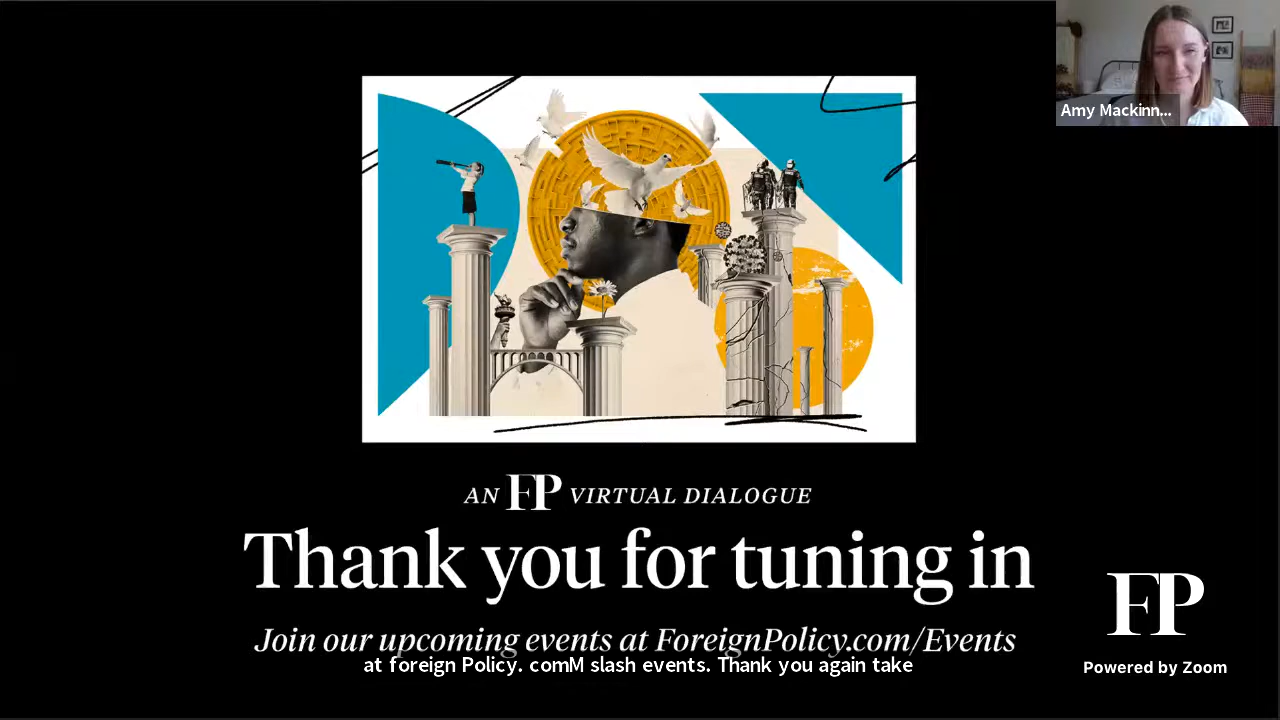 Amy Mackinn...
AN FP VIRTUAL DIALOGUE
Thank you for tuning in
Join our upcoming events at ForeignPolicy.com/Events
at foreign Policy. comM slash events. Thank you again take
FP
Powered by Zoom